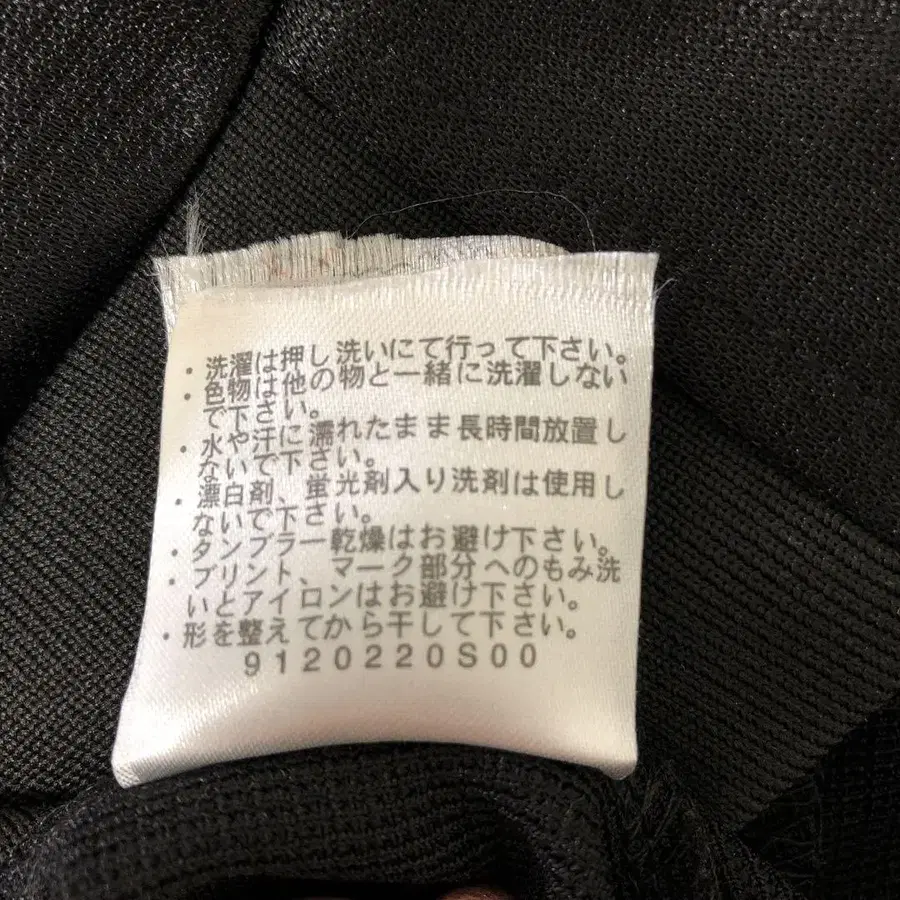 ・洗濯は押し洗いにて行って下さい。
・色物は他の物と一緒に洗濯しない
で下さい。
・水や汗に濡れたまま長時間放置し
ないで下さい。
・漂白剤、蛍光剤入り洗剤は使用し
ないで下さい。
・タンブラー乾燥はお避け下さい。
・プリント、マーク部分へのもみ洗
いとアイロンはお避け下さい。
・形を整えてから干して下さい。
9120220S00